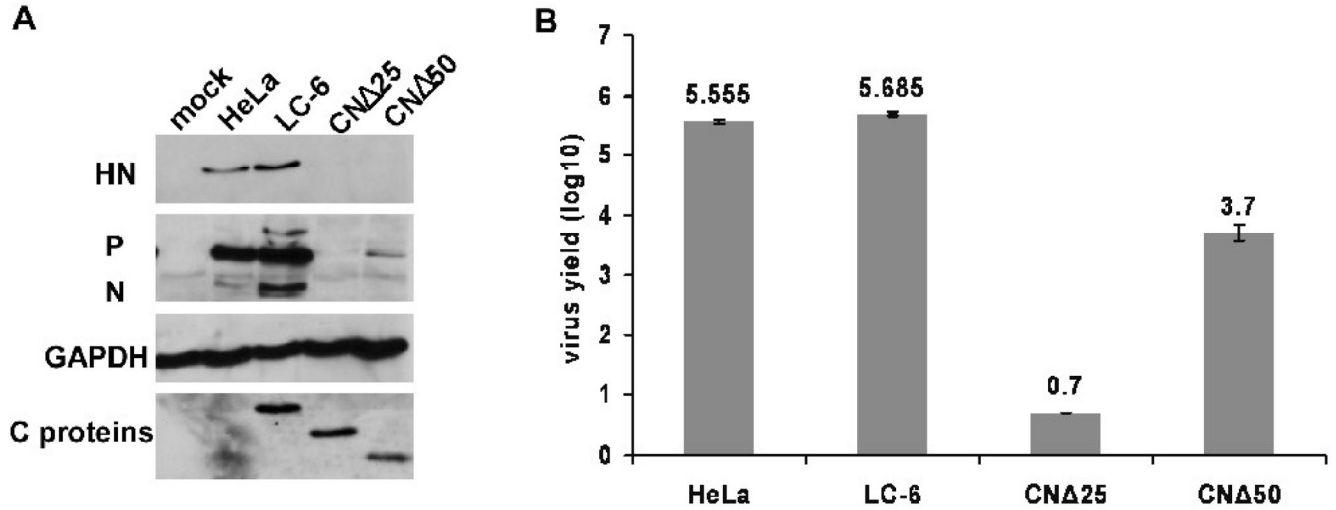 A
mock HeLa LC-6 CNΔ25 CNΔ50
HN
P
N
GAPDH
C proteins
B
virus yield (log10)
7
6
5
4
3
2
1
0
5.555
5.685
0.7
3.7
HeLa LC-6 CNΔ25 CNΔ50